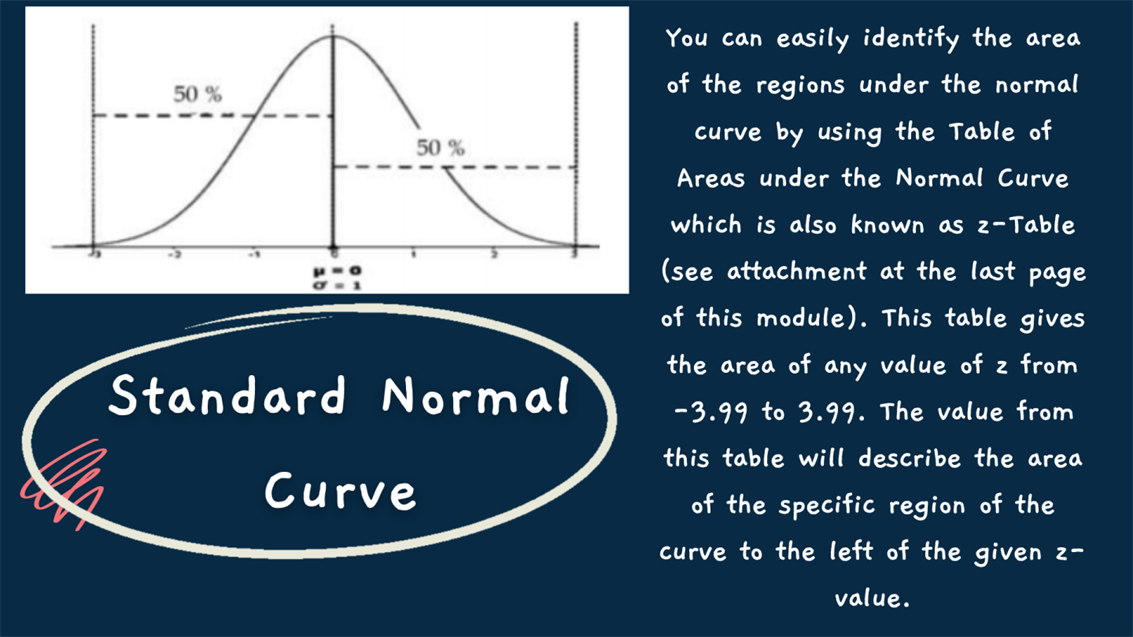 50 %
50 %
-3 -2 -1 0 1 2 3
μ = 0
σ = 1
Standard Normal
Curve
You can easily identify the area
of the regions under the normal
curve by using the Table of
Areas under the Normal Curve
which is also known as z-Table
(see attachment at the last page
of this module). This table gives
the area of any value of z from
-3.99 to 3.99. The value from
this table will describe the area
of the specific region of the
curve to the left of the given z-
value.